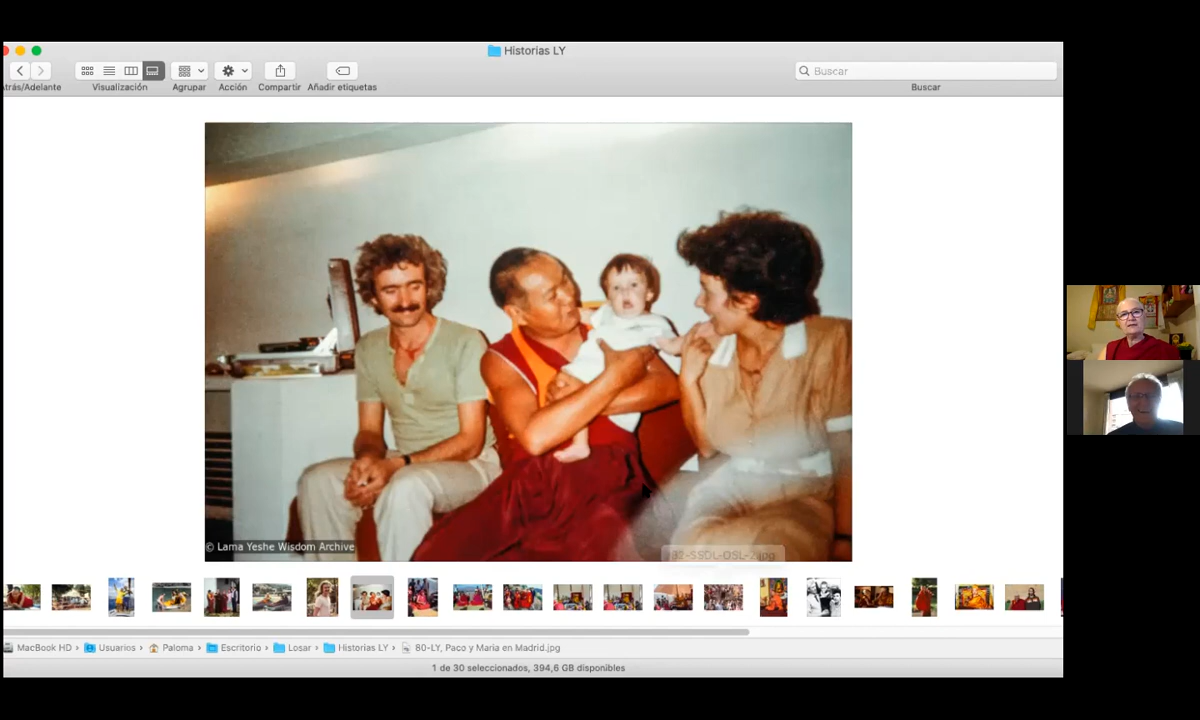 Historias LY
Buscar
trás/Adelante
Visualización
Agrupar
Acción
Compartir
Añadir etiquetas
Buscar
© Lama Yeshe Wisdom Archive
MacBook HD › Usuarios › Paloma › Escritorio › Losar › Historias LY › 80-LY, Paco y Maria en Madrid.jpg
1 de 30 seleccionados, 394,6 GB disponibles